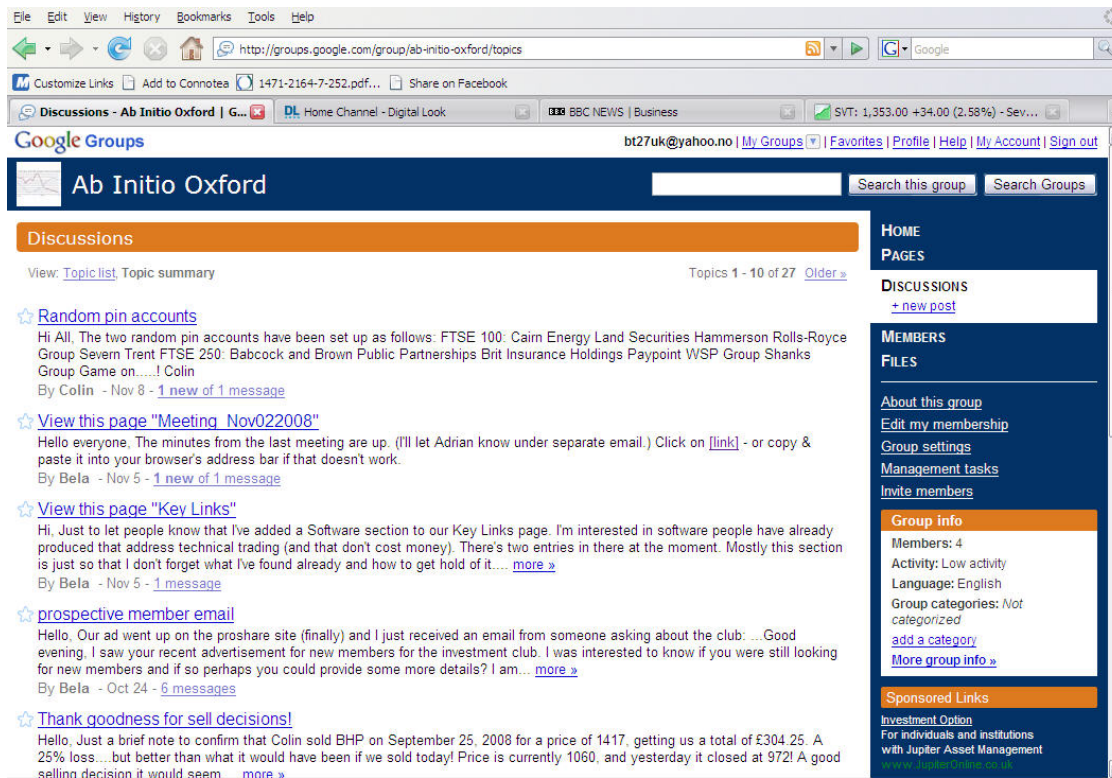 File Edit View History Bookmarks Tools Help
http://groups.google.com/group/ab-initio-oxford/topics
G Google
Customize Links Add to Connotea 1471-2164-7-252.pdf... Share on Facebook
Discussions - Ab Initio Oxford | G... DL Home Channel - Digital Look BBC BBC NEWS | Business SVT: 1,353.00 +34.00 (2.58%) - Sev...
Google Groups bt27uk@yahoo.no | My Groups | Favorites | Profile | Help | My Account | Sign out
Ab Initio Oxford Search this group Search Groups
Discussions
View: Topic list, Topic summary Topics 1 - 10 of 27 Older »
Random pin accounts
Hi All, The two random pin accounts have been set up as follows: FTSE 100: Cairn Energy Land Securities Hammerson Rolls-Royce
Group Severn Trent FTSE 250: Babcock and Brown Public Partnerships Brit Insurance Holdings Paypoint WSP Group Shanks
Group Game on.....! Colin
By Colin - Nov 8 - 1 new of 1 message
View this page "Meeting_Nov022008"
Hello everyone, The minutes from the last meeting are up. (I'll let Adrian know under separate email.) Click on [link] - or copy &
paste it into your browser's address bar if that doesn't work.
By Bela - Nov 5 - 1 new of 1 message
View this page "Key Links"
Hi, Just to let people know that I've added a Software section to our Key Links page. I'm interested in software people have already
produced that address technical trading (and that don't cost money). There's two entries in there at the moment. Mostly this section
is just so that I don't forget what I've found already and how to get hold of it.... more »
By Bela - Nov 5 - 1 message
prospective member email
Hello, Our ad went up on the proshare site (finally) and I just received an email from someone asking about the club: ...Good
evening, I saw your recent advertisement for new members for the investment club. I was interested to know if you were still looking
for new members and if so perhaps you could provide some more details? I am... more »
By Bela - Oct 24 - 6 messages
Thank goodness for sell decisions!
Hello, Just a brief note to confirm that Colin sold BHP on September 25, 2008 for a price of 1417, getting us a total of £304.25. A
25% loss....but better than what it would have been if we sold today! Price is currently 1060, and yesterday it closed at 972! A good
selling decision it would seem.... more »
HOME
PAGES
DISCUSSIONS
+ new post
MEMBERS
FILES
About this group
Edit my membership
Group settings
Management tasks
Invite members
Group info
Members: 4
Activity: Low activity
Language: English
Group categories: Not
categorized
add a category
More group info »
Sponsored Links
Investment Option
For individuals and institutions
with Jupiter Asset Management
www.JupiterOnline.co.uk